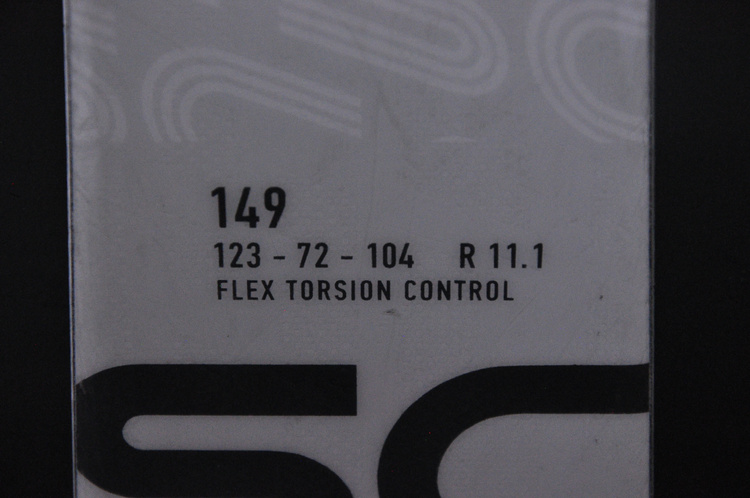 149
123 - 72 - 104 R 11.1
FLEX TORSION CONTROL